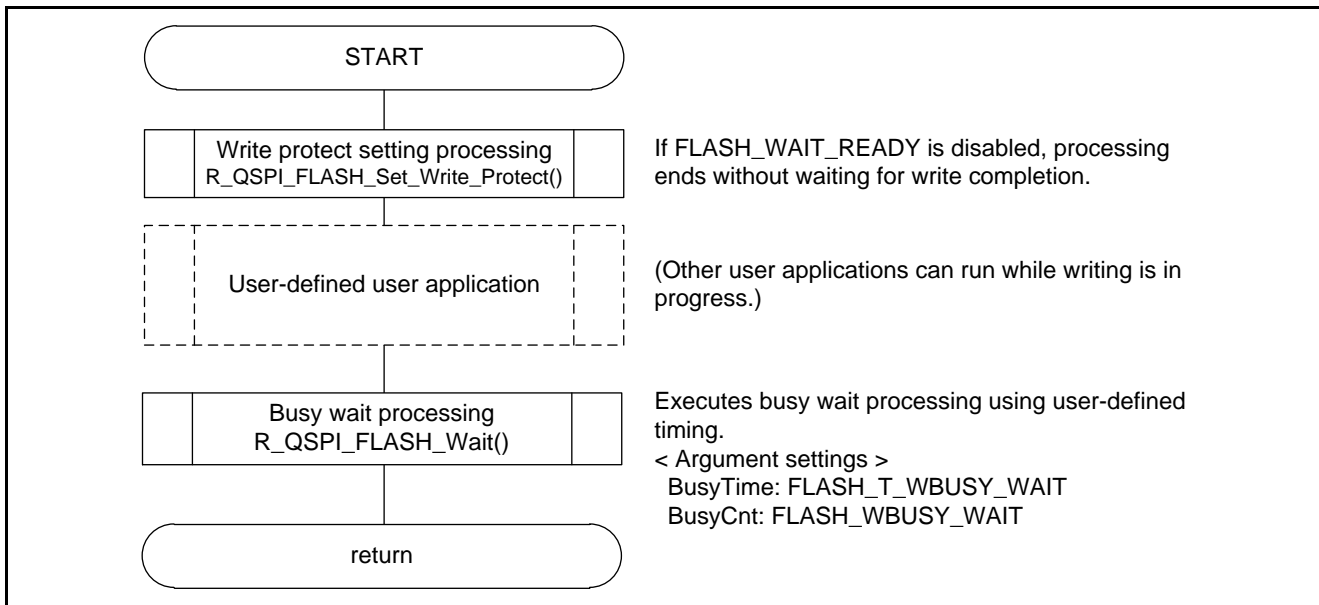 START
Write protect setting processing
R_QSPI_FLASH_Set_Write_Protect()
If FLASH_WAIT_READY is disabled, processing
ends without waiting for write completion.
User-defined user application
(Other user applications can run while writing is in
progress.)
Busy wait processing
R_QSPI_FLASH_Wait()
Executes busy wait processing using user-defined
timing.
< Argument settings >
BusyTime: FLASH_T_WBUSY_WAIT
BusyCnt: FLASH_WBUSY_WAIT
return